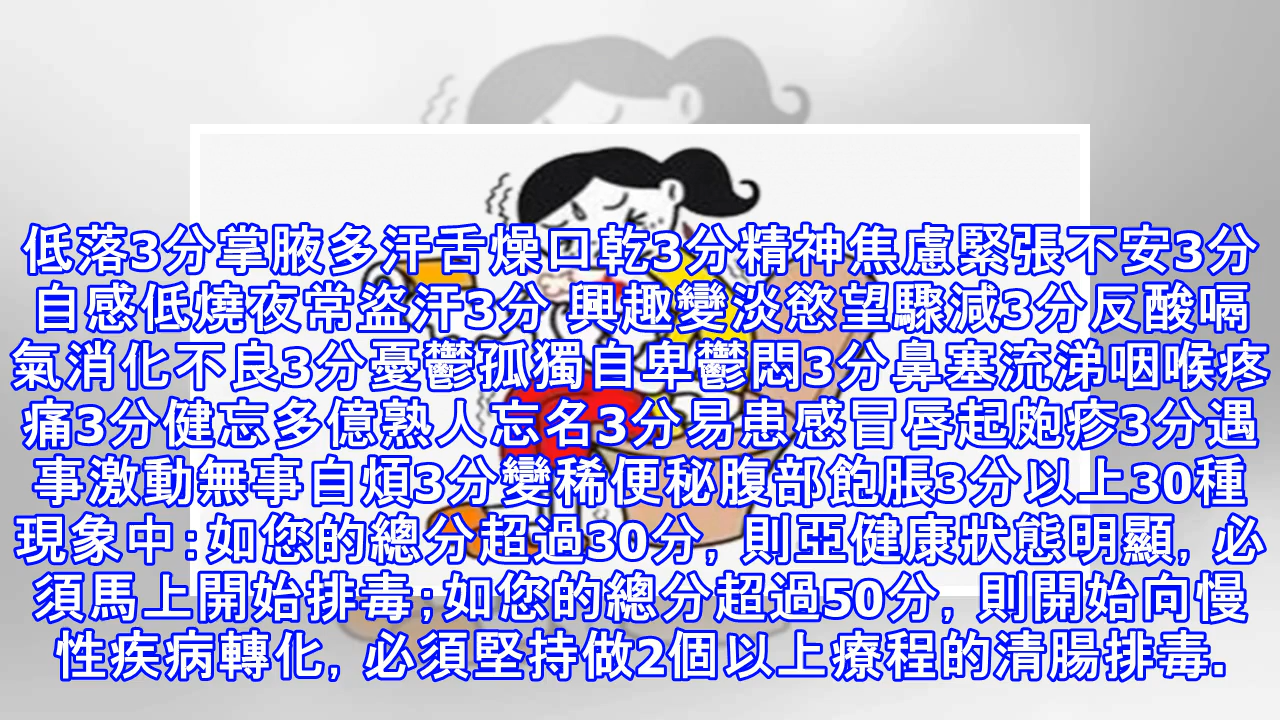 低落3分掌腋多汗舌燥口乾3分精神焦慮緊張不安3分
自感低燒夜常盜汗3分 興趣變淡慾望驟減3分反酸嗝
氣消化不良3分憂鬱孤獨自卑鬱悶3分鼻塞流涕咽喉疼
痛3分健忘多億熟人忘名3分易患感冒唇起皰疹3分遇
事激動無事自煩3分變稀便秘腹部飽脹3分以上30種
現象中:如您的總分超過30分, 則亞健康狀態明顯, 必
須馬上開始排毒;如您的總分超過50分, 則開始向慢
性疾病轉化, 必須堅持做2個以上療程的清腸排毒.